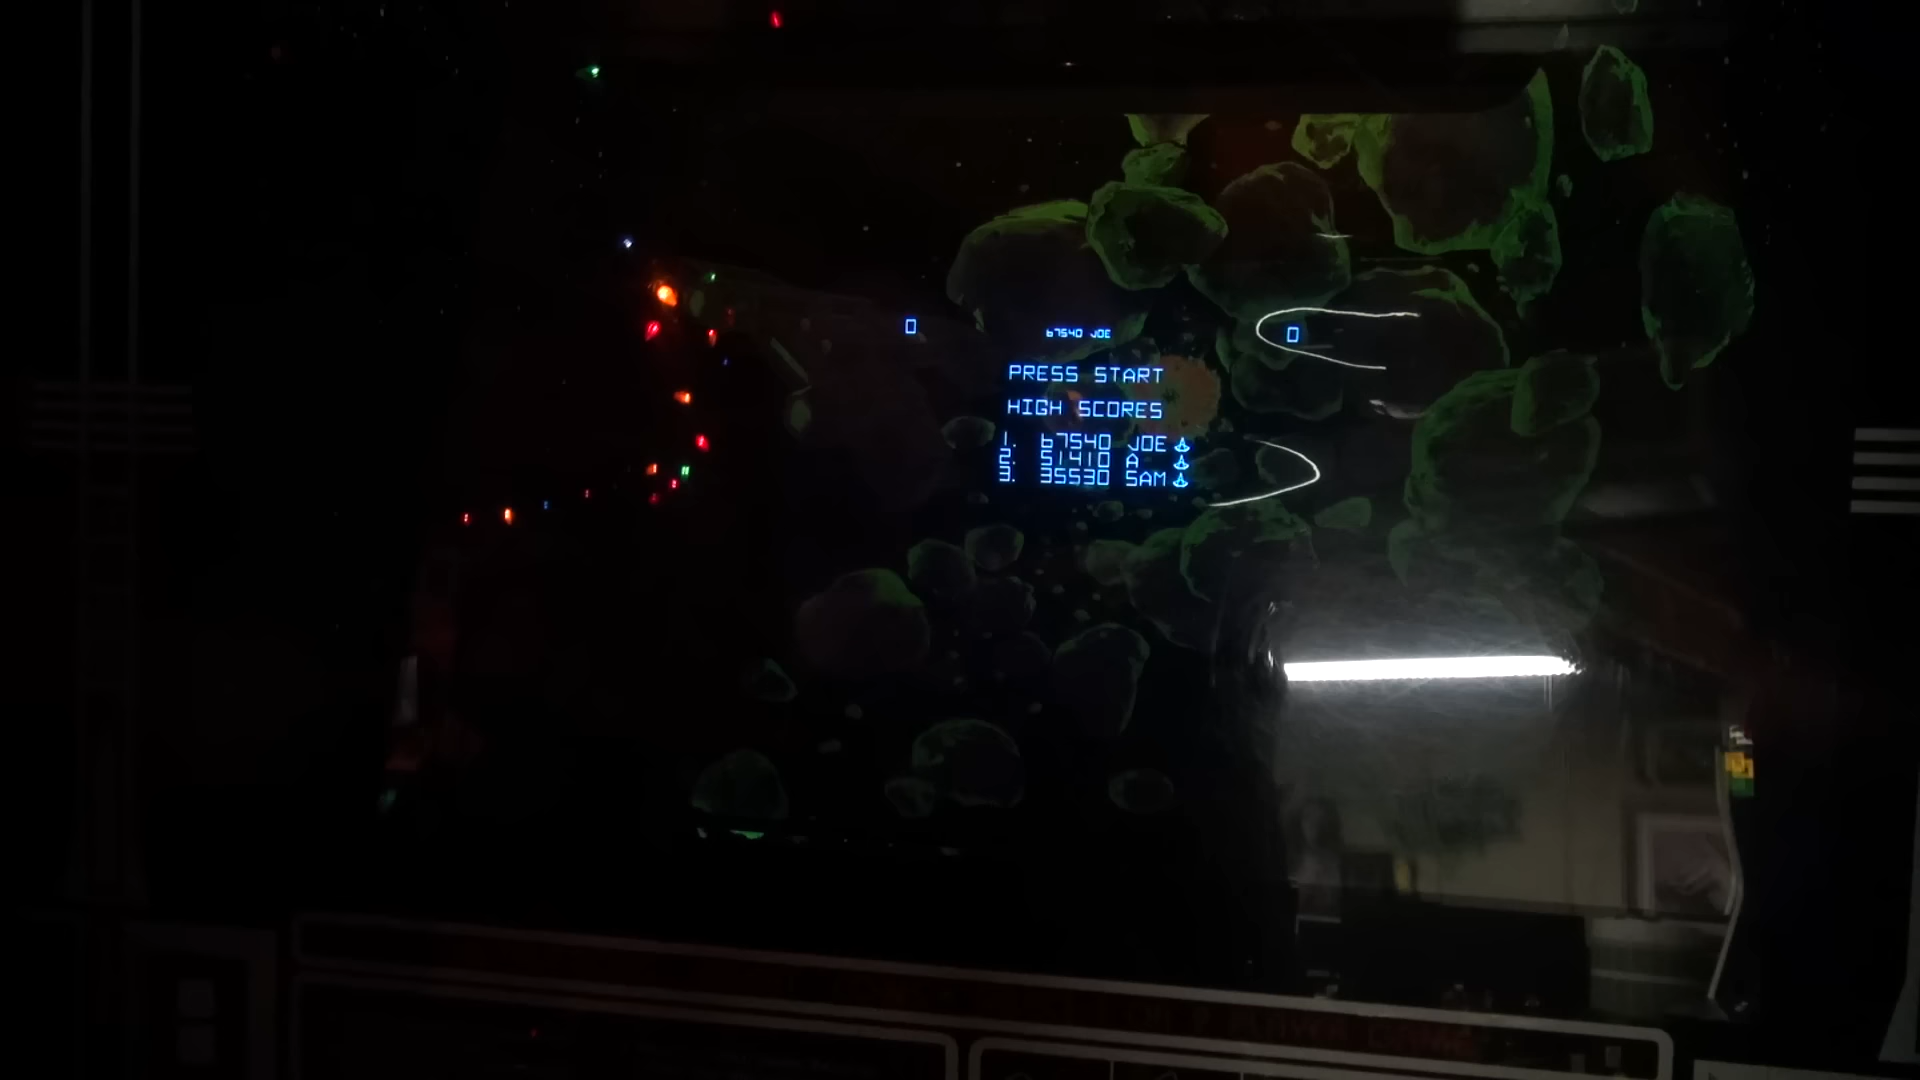 0 67540 JOE 0
PRESS START
HIGH SCORES
1. 67540 JOE
2. 51410 A
3. 35530 SAM